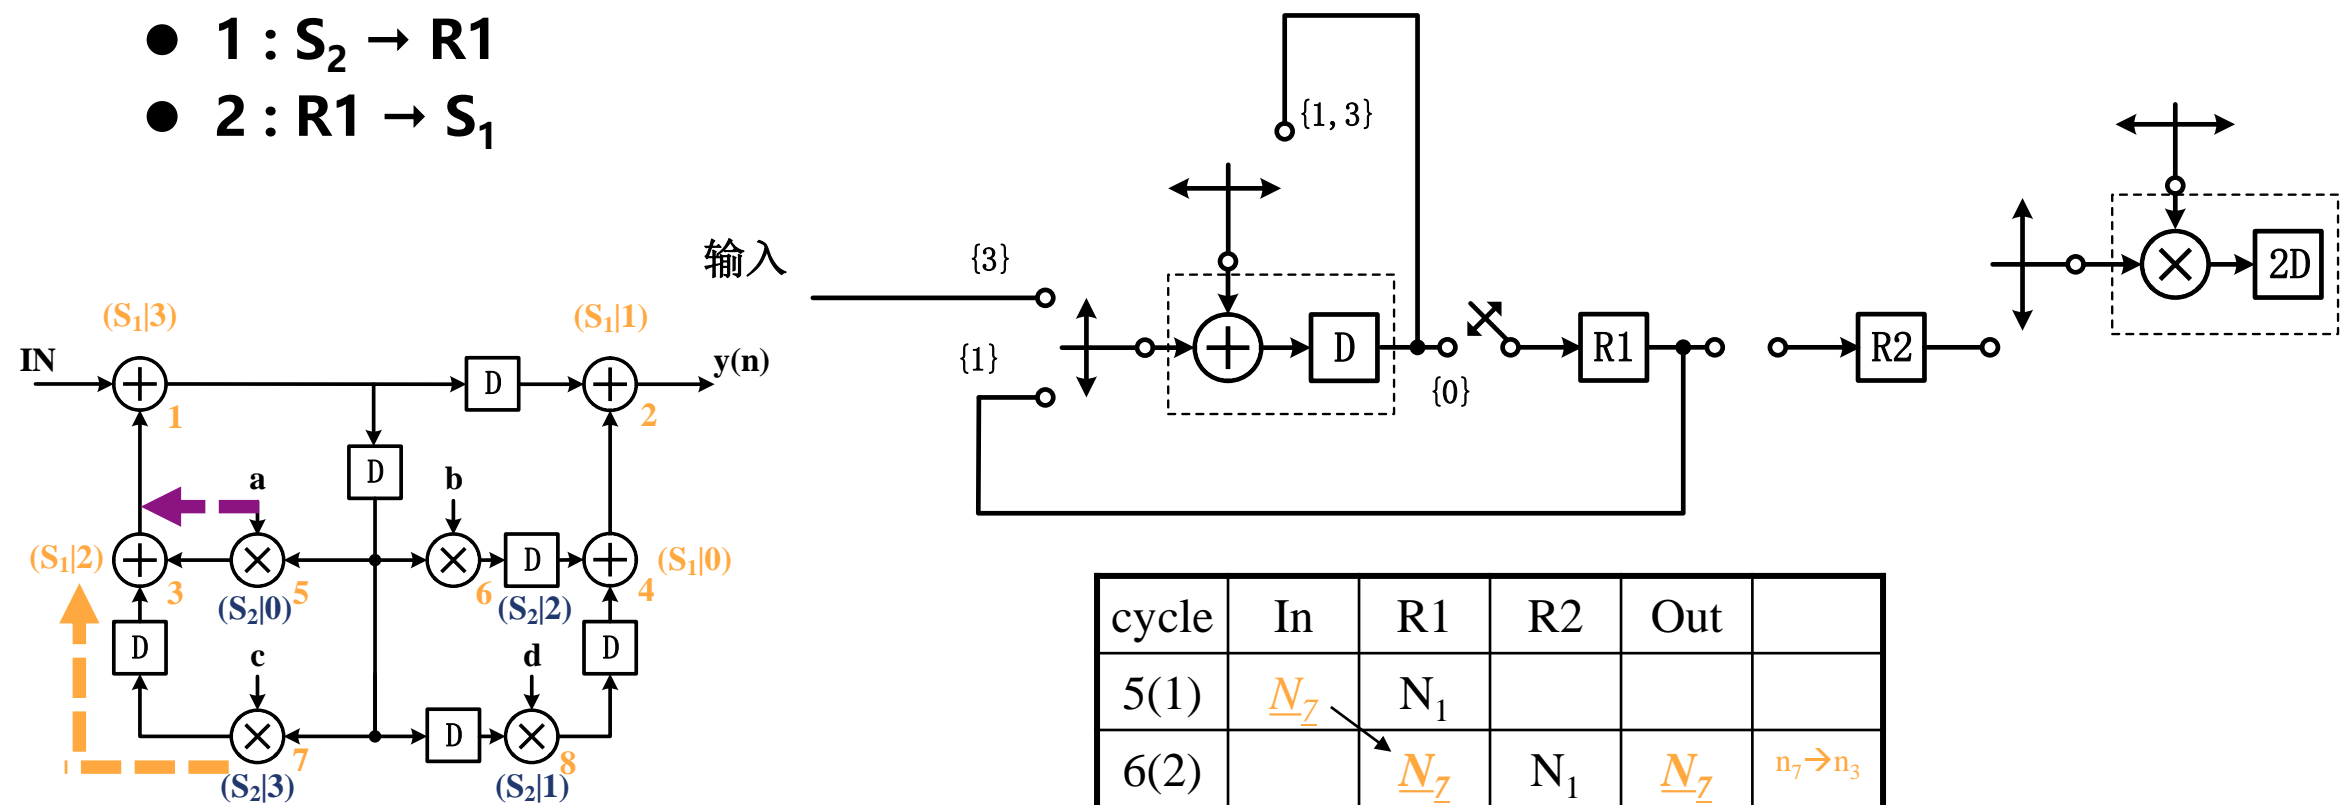 ● 1 : S₂ → R1
● 2 : R1 → S₁
{1,3}
输入
{3}
{1}
D
{0}
R1
R2
2D
(S₁|3)
(S₁|1)
IN
D
y(n)
1
2
D
a
b
(S₁|2)
D
(S₁|0)
3
(S₂|0)
5
6
(S₂|2)
4
D
c
d
D
D
7
8
(S₂|3)
(S₂|1)
cycle In R1 R2 Out
5(1) N₇ N₁
6(2) N₇ N₁ N₇ n₇→n₃